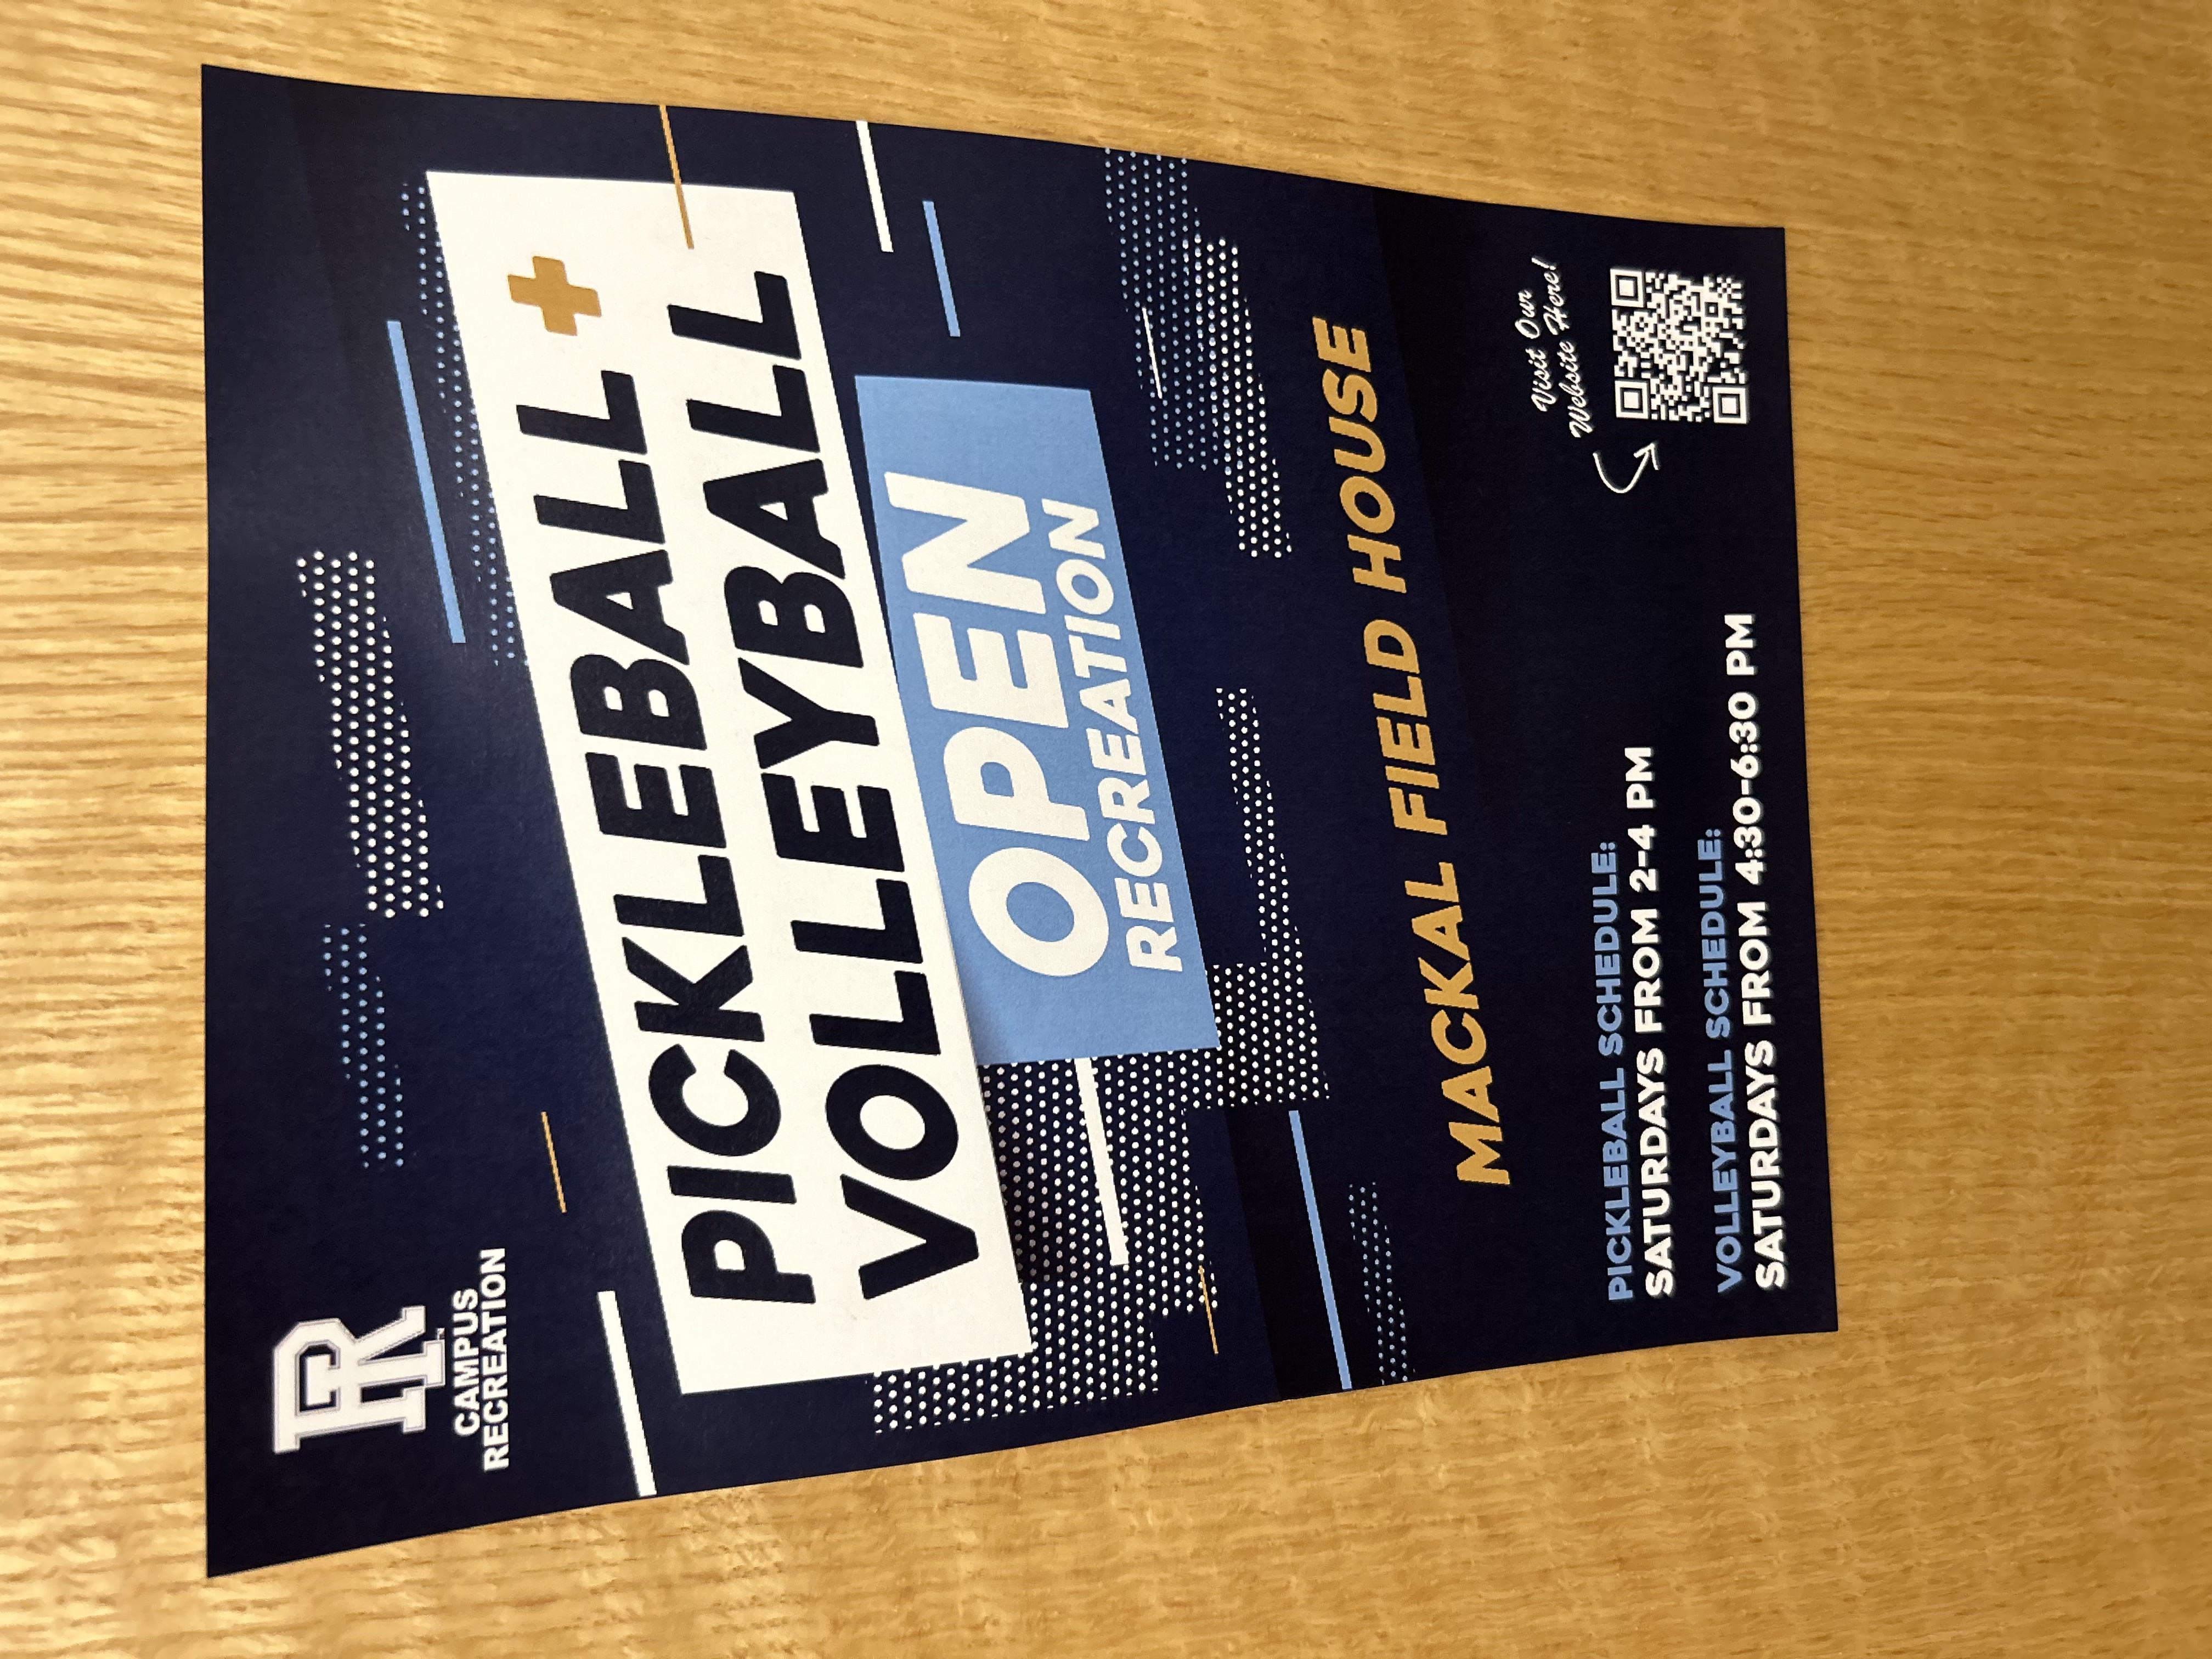 RI
CAMPUS
RECREATION
PICKLEBALL +
VOLLEYBALL
OPEN
RECREATION
MACKAL FIELD HOUSE
Visit Our
Website Here!
PICKLEBALL SCHEDULE:
SATURDAYS FROM 2-4 PM
VOLLEYBALL SCHEDULE:
SATURDAYS FROM 4:30-6:30 PM